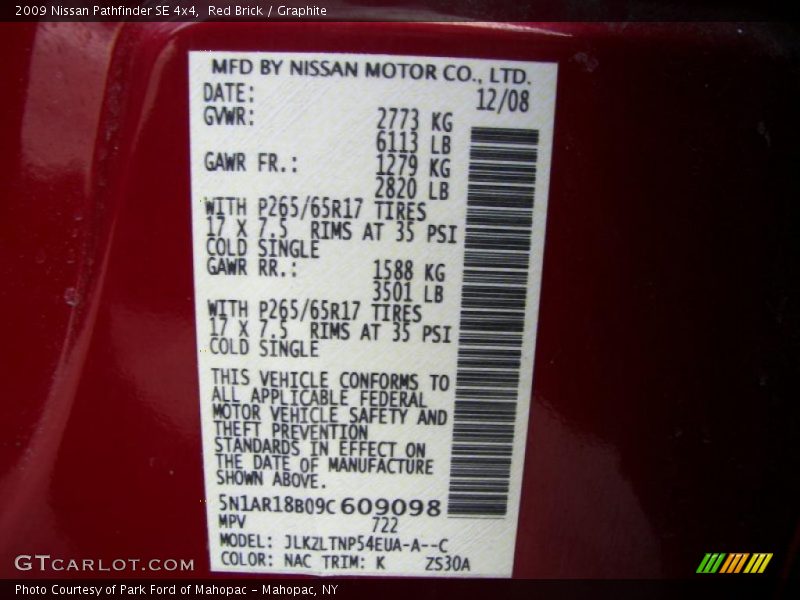 2009 Nissan Pathfinder SE 4x4, Red Brick / Graphite
MFD BY NISSAN MOTOR CO., LTD.
DATE: 12/08
GVWR: 2773 KG
6113 LB
GAWR FR.: 1279 KG
2820 LB
WITH P265/65R17 TIRES
17 X 7.5 RIMS AT 35 PSI
COLD SINGLE
GAWR RR.: 1588 KG
3501 LB
WITH P265/65R17 TIRES
17 X 7.5 RIMS AT 35 PSI
COLD SINGLE
THIS VEHICLE CONFORMS TO
ALL APPLICABLE FEDERAL
MOTOR VEHICLE SAFETY AND
THEFT PREVENTION
STANDARDS IN EFFECT ON
THE DATE OF MANUFACTURE
SHOWN ABOVE.
5N1AR18B09C609098
MPV 722
MODEL: JLKZLTNP54EUA-A--C
COLOR: NAC TRIM: K ZS30A
GTCARLOT.COM
Photo Courtesy of Park Ford of Mahopac - Mahopac, NY